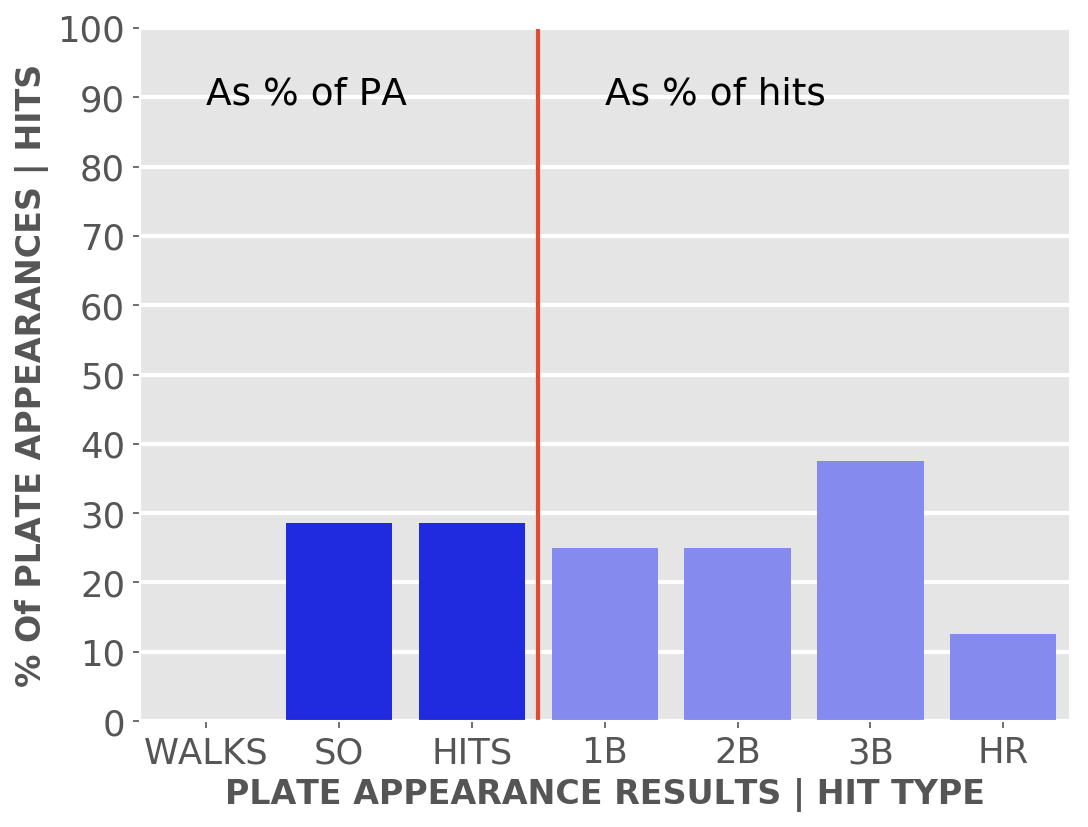 100
90
80
70
60
50
40
30
20
10
0
% Of PLATE APPEARANCES | HITS
As % of PA
As % of hits
WALKS SO HITS 1B 2B 3B HR
PLATE APPEARANCE RESULTS | HIT TYPE